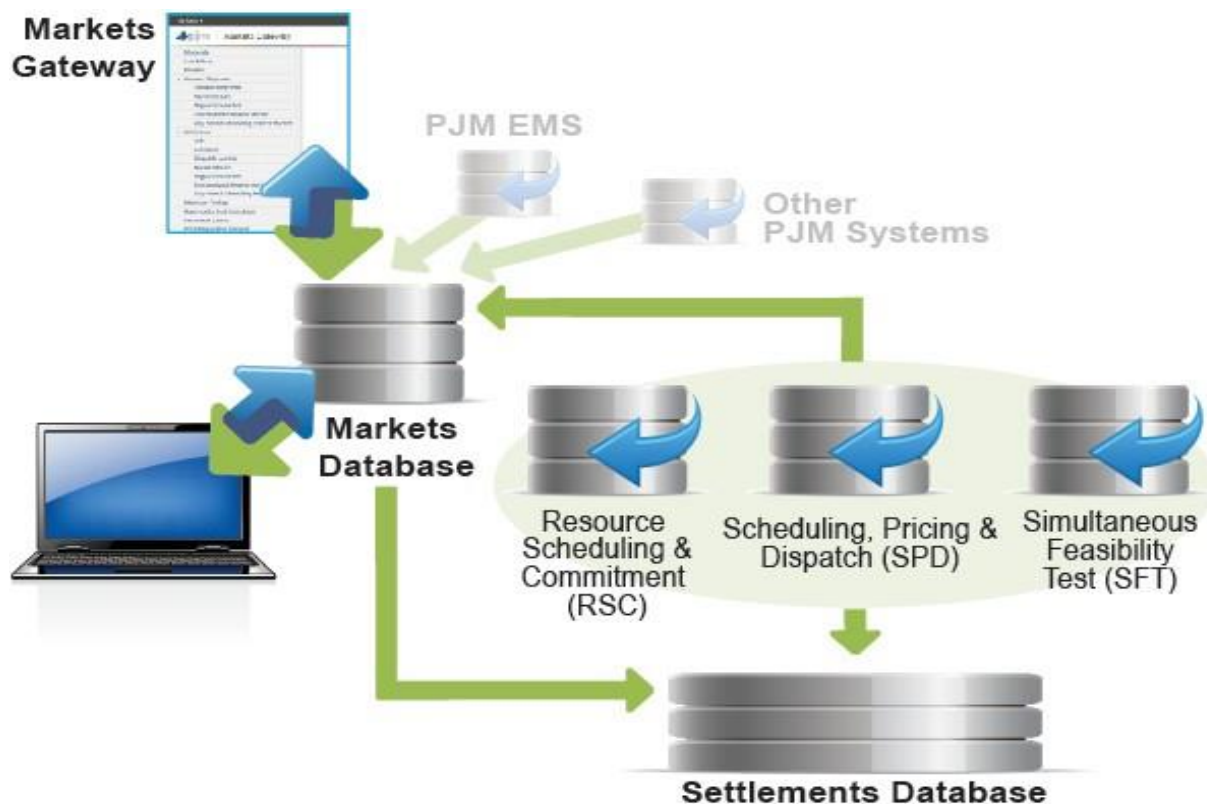 Markets
Gateway
PJM EMS
Other
PJM Systems
Markets
Database
Resource
Scheduling &
Commitment
(RSC)
Scheduling, Pricing &
Dispatch (SPD)
Simultaneous
Feasibility
Test (SFT)
Settlements Database